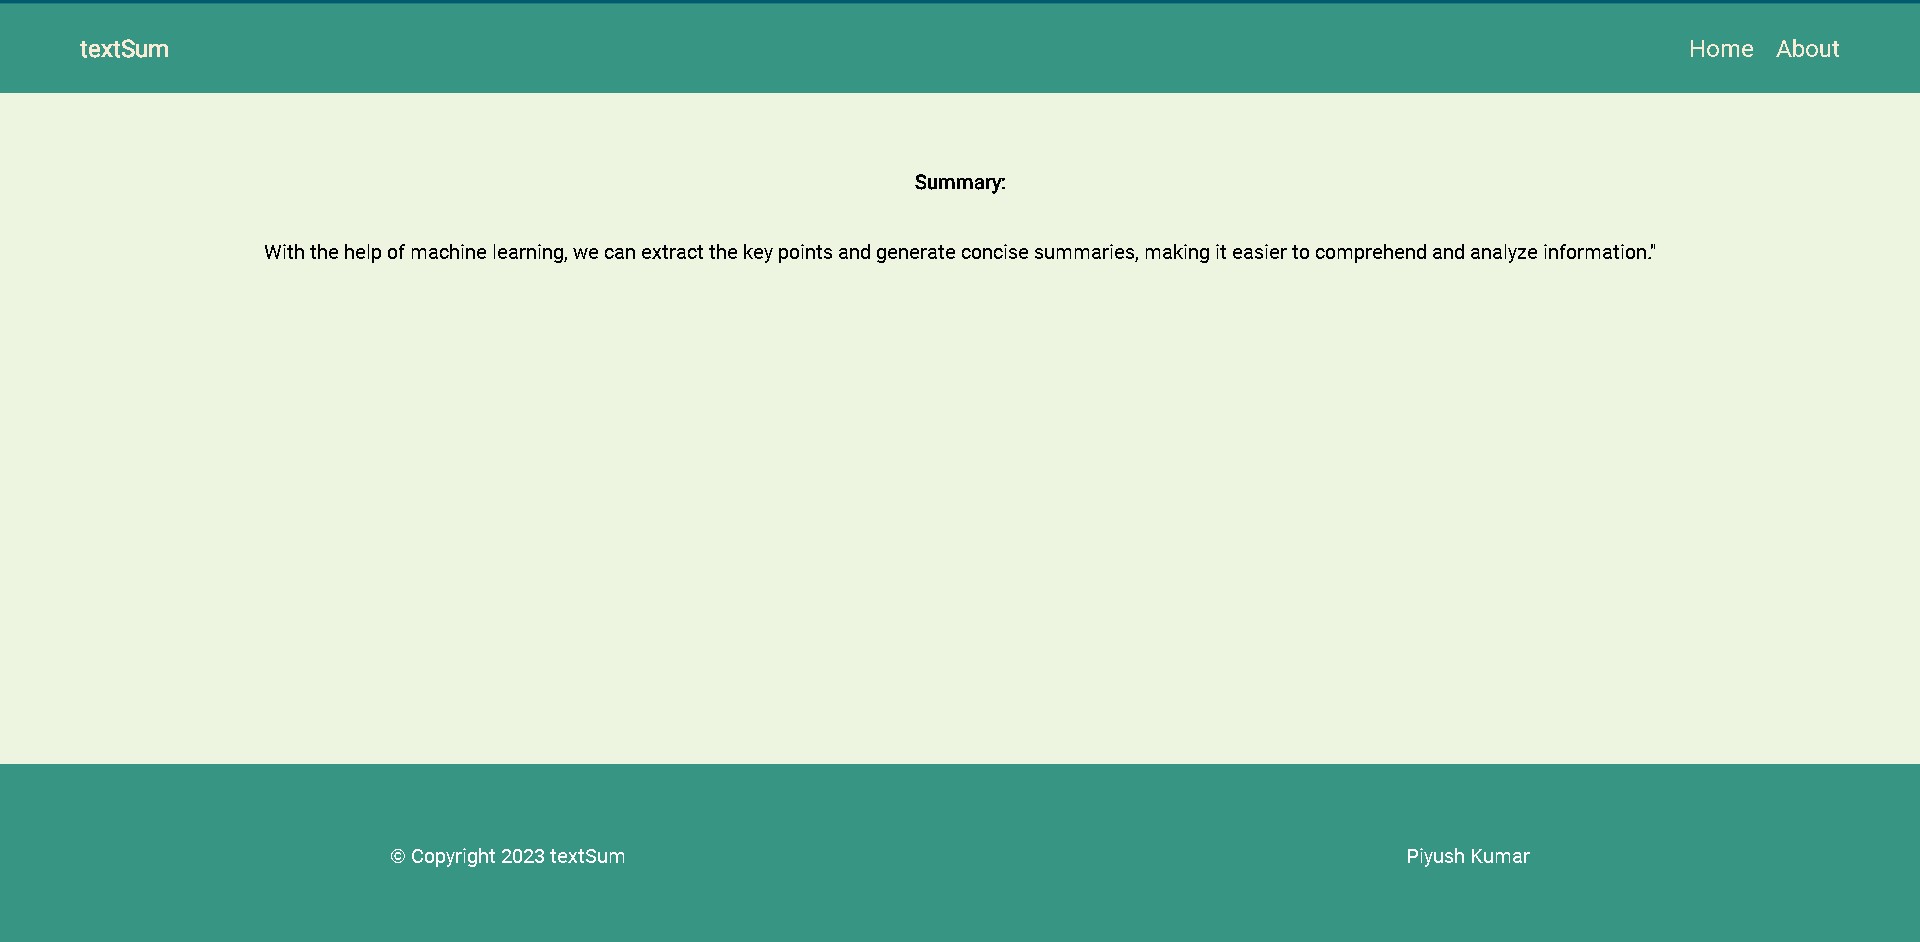 textSum
Home About
Summary:
With the help of machine learning, we can extract the key points and generate concise summaries, making it easier to comprehend and analyze information."
© Copyright 2023 textSum
Piyush Kumar